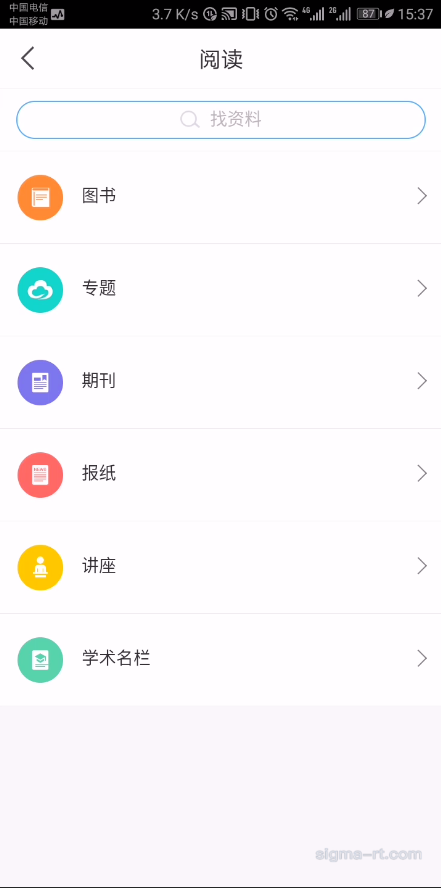 中国电信
中国移动
3.7 K/s 4G 2G 87 15:37
阅读
找资料
图书
专题
期刊
报纸
讲座
学术名栏
sigma-rt.com